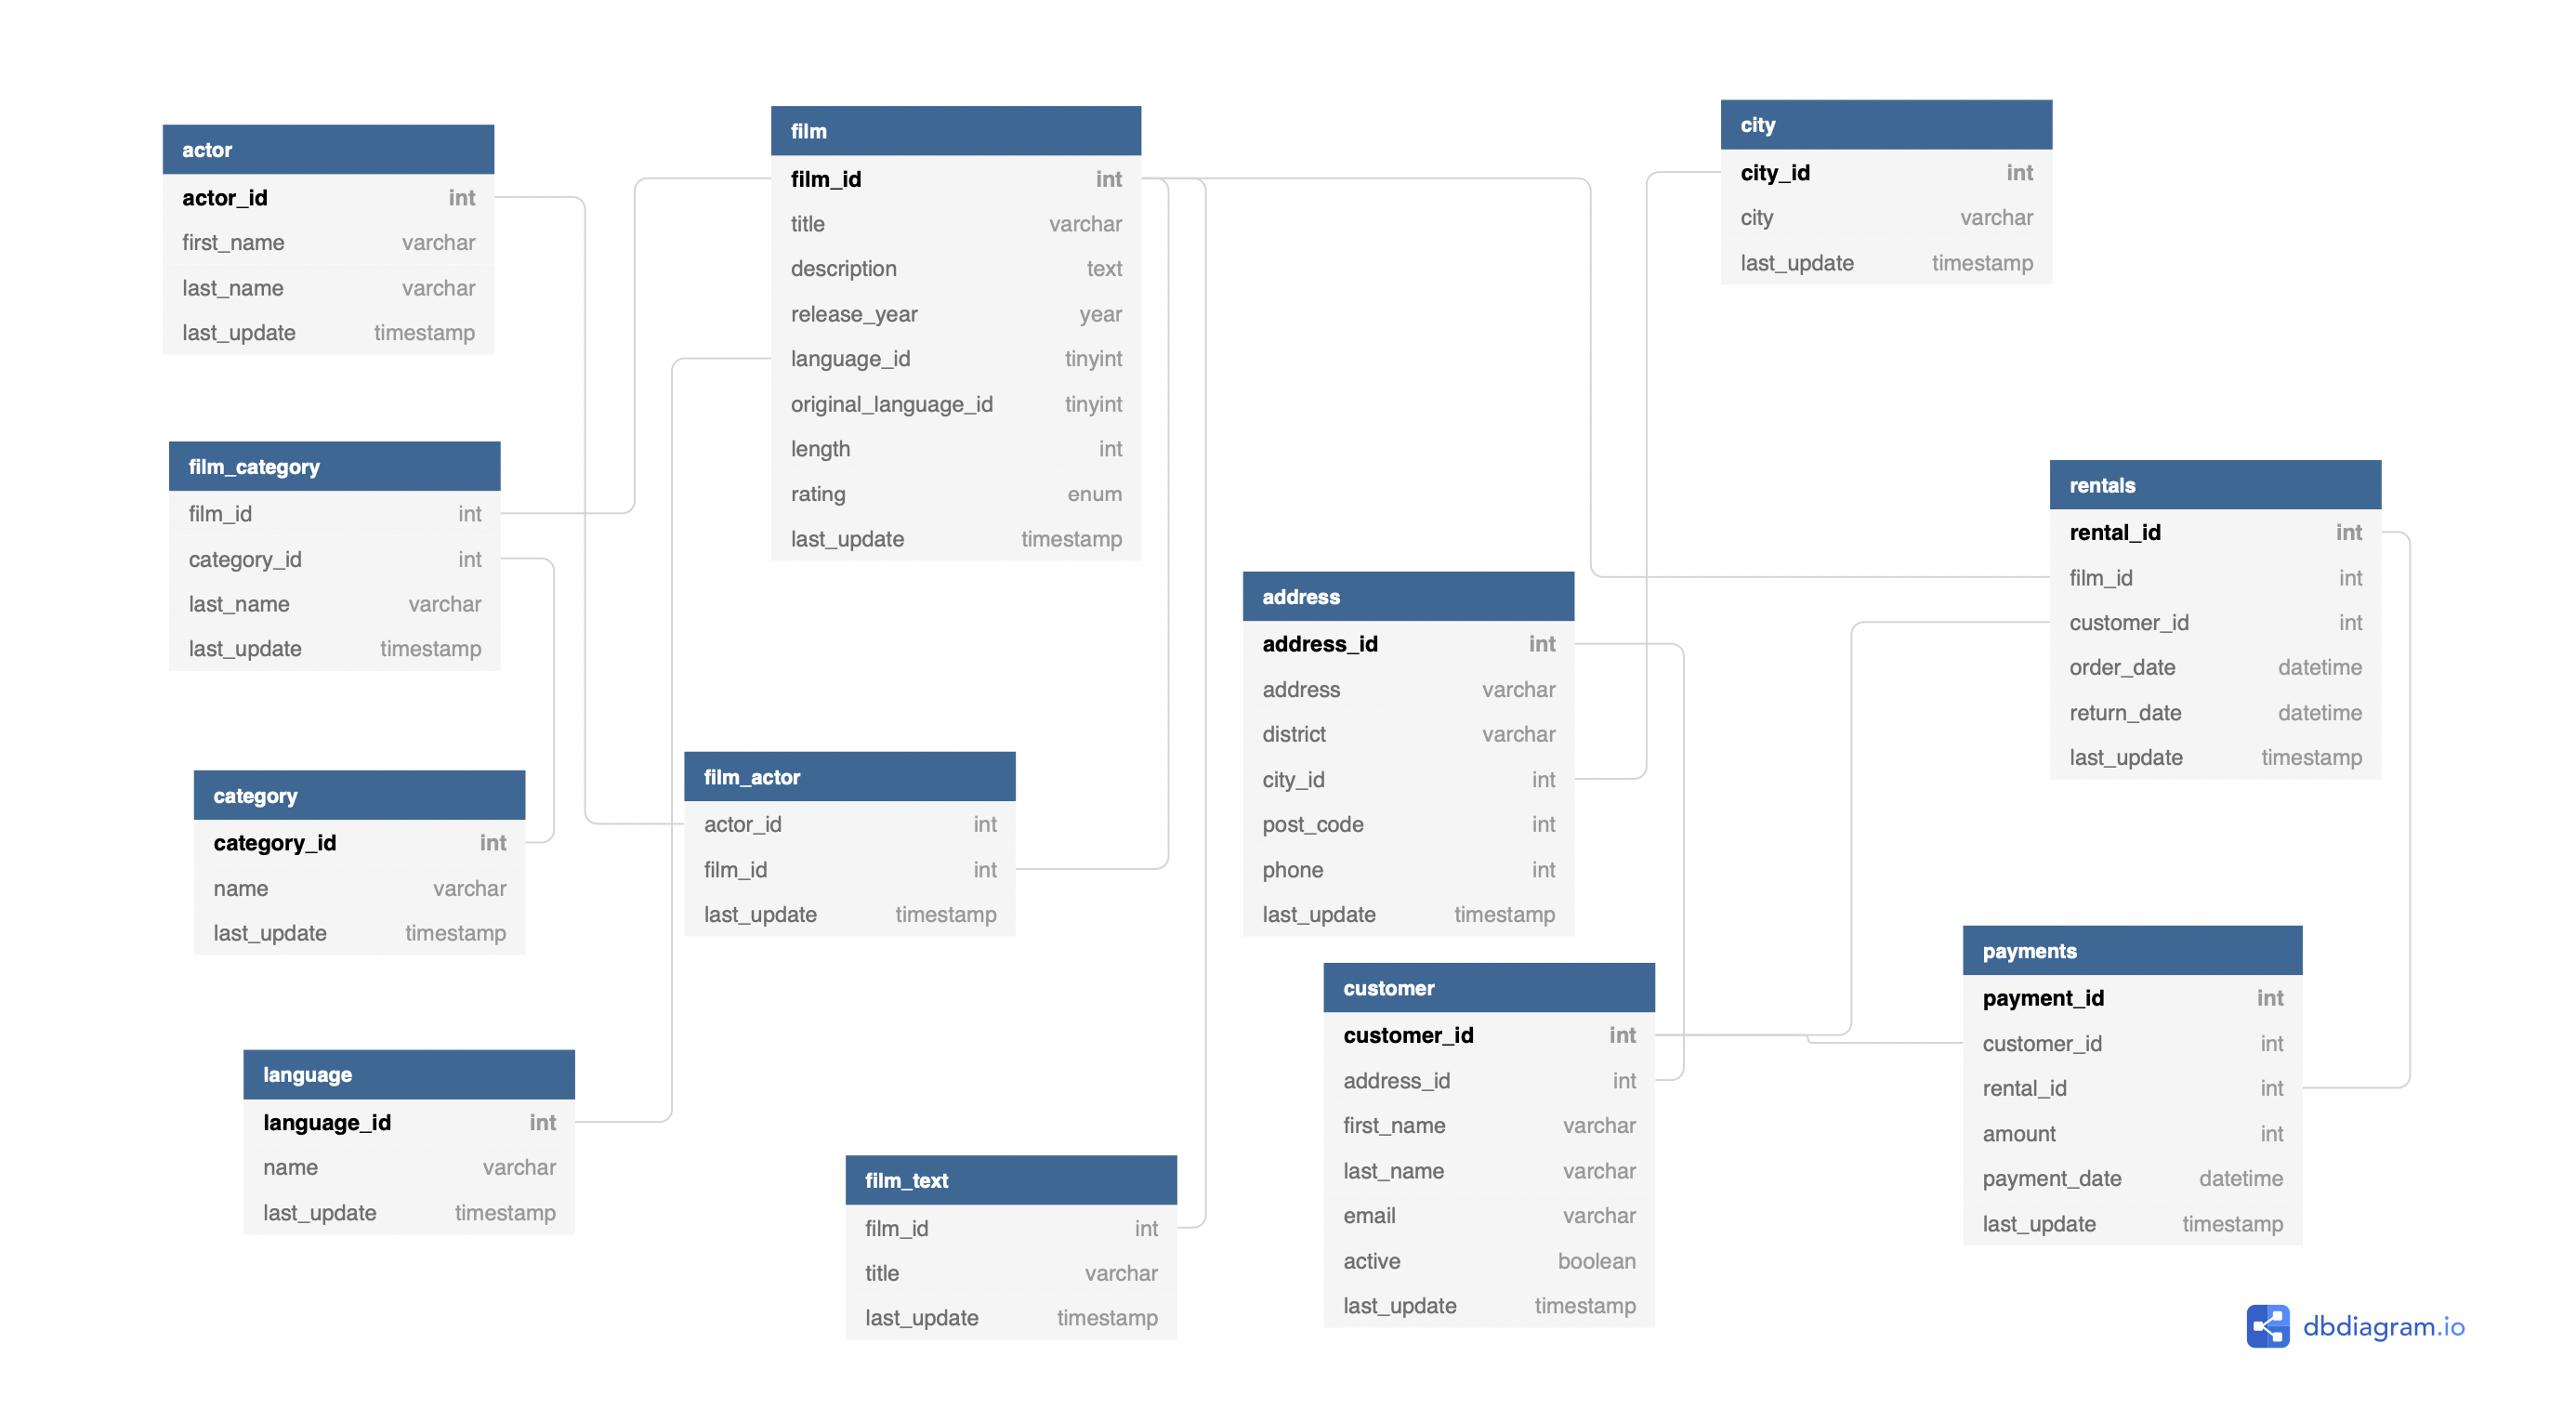 actor
actor_id int
first_name varchar
last_name varchar
last_update timestamp
film_category
film_id int
category_id int
last_name varchar
last_update timestamp
category
category_id int
name varchar
last_update timestamp
language
language_id int
name varchar
last_update timestamp
film
film_id int
title varchar
description text
release_year year
language_id tinyint
original_language_id tinyint
length int
rating enum
last_update timestamp
film_actor
actor_id int
film_id int
last_update timestamp
film_text
film_id int
title varchar
last_update timestamp
address
address_id int
address varchar
district varchar
city_id int
post_code int
phone int
last_update timestamp
customer
customer_id int
address_id int
first_name varchar
last_name varchar
email varchar
active boolean
last_update timestamp
city
city_id int
city varchar
last_update timestamp
rentals
rental_id int
film_id int
customer_id int
order_date datetime
return_date datetime
last_update timestamp
payments
payment_id int
customer_id int
rental_id int
amount int
payment_date datetime
last_update timestamp
dbdiagram.io